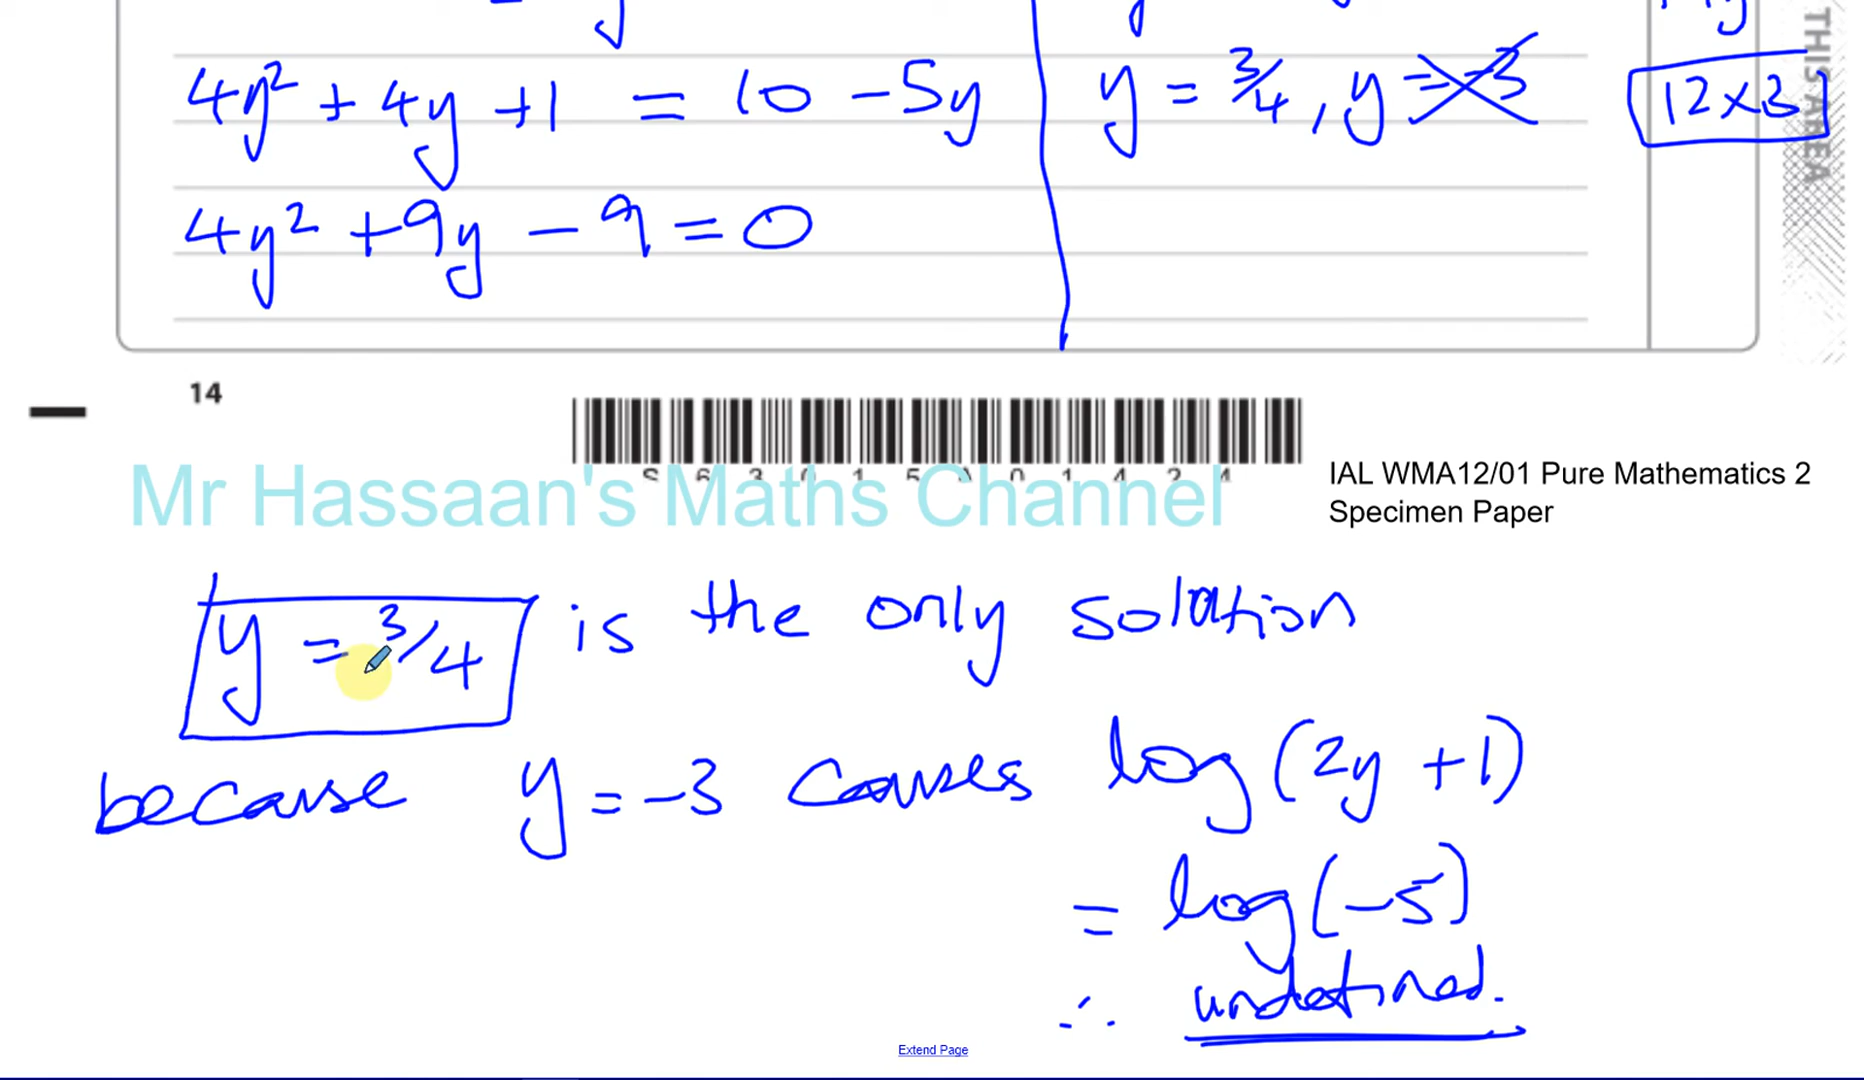 4y² + 4y + 1 = 10 - 5y
4y² + 9y - 9 = 0
y = 3/4, y = -3
12 x 3
THIS AREA
14
Mr Hassaan's Maths Channel
IAL WMA12/01 Pure Mathematics 2
Specimen Paper
y = 3/4 is the only solution
because y = -3 causes log(2y + 1)
= log(-5)
∴ undefined.
Extend Page